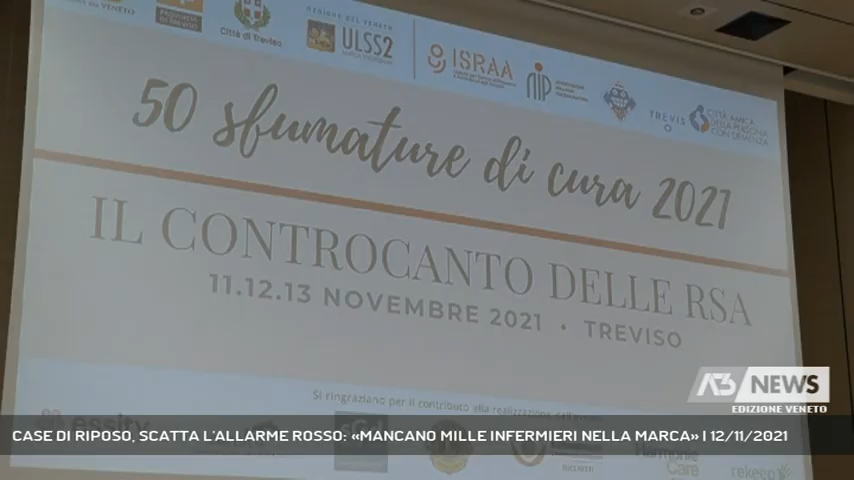 Città di Treviso
REGIONE DEL VENETO
ULSS2
ISRAA
TREVISO
CITTÀ AMICA
DELLA PERSONA
CON DEMENZA
50 sfumature di cura 2021
IL CONTROCANTO DELLE RSA
11.12.13 NOVEMBRE 2021 • TREVISO
Si ringraziano per il contributo alla realizzazione dell'
A3 NEWS
EDIZIONE VENETO
essity
CASE DI RIPOSO, SCATTA L'ALLARME ROSSO: «MANCANO MILLE INFERMIERI NELLA MARCA» | 12/11/2021
Care
rekeep